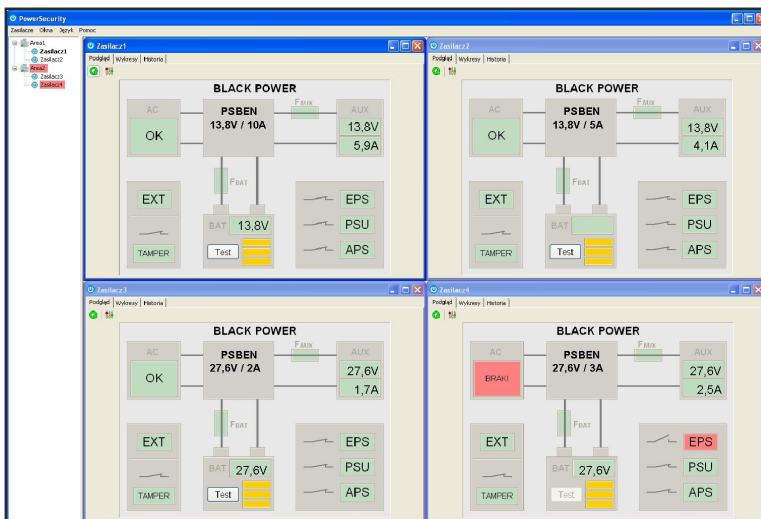 PowerSecurity
Zasilacze Okna Język Pomoc
Area1
Zasilacz1
Zasilacz2
Area2
Zasilacz3
Zasilacz4
Zasilacz1
Podgląd Wykresy Historia
BLACK POWER
AC
OK
PSBEN
13,8V / 10A
FAUX
AUX
13,8V
5,9A
FBAT
EXT
TAMPER
BAT 13,8V
Test
EPS
PSU
APS
Zasilacz2
Podgląd Wykresy Historia
BLACK POWER
AC
OK
PSBEN
13,8V / 5A
FAUX
AUX
13,8V
4,1A
FBAT
EXT
TAMPER
BAT
Test
EPS
PSU
APS
Zasilacz3
Podgląd Wykresy Historia
BLACK POWER
AC
OK
PSBEN
27,6V / 2A
FAUX
AUX
27,6V
1,7A
FBAT
EXT
TAMPER
BAT 27,6V
Test
EPS
PSU
APS
Zasilacz4
Podgląd Wykresy Historia
BLACK POWER
AC
BRAK!
PSBEN
27,6V / 3A
FAUX
AUX
27,6V
2,5A
FBAT
EXT
TAMPER
BAT 27,6V
Test
EPS
PSU
APS